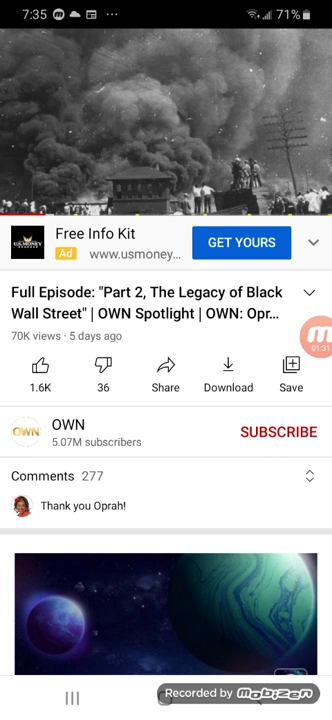 7:35 71%
Free Info Kit
US MONEY
Ad www.usmoney...
GET YOURS
Full Episode: "Part 2, The Legacy of Black
Wall Street" | OWN Spotlight | OWN: Opr...
70K views · 5 days ago
01:31
1.6K 36 Share Download Save
OWN
OWN
5.07M subscribers
SUBSCRIBE
Comments 277
Thank you Oprah!
Recorded by mobizen